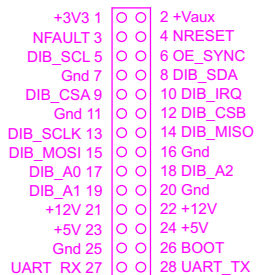 +3V3 1 2 +Vaux
NFAULT 3 4 NRESET
DIB_SCL 5 6 OE_SYNC
Gnd 7 8 DIB_SDA
DIB_CSA 9 10 DIB_IRQ
Gnd 11 12 DIB_CSB
DIB_SCLK 13 14 DIB_MISO
DIB_MOSI 15 16 Gnd
DIB_A0 17 18 DIB_A2
DIB_A1 19 20 Gnd
+12V 21 22 +12V
+5V 23 24 +5V
Gnd 25 26 BOOT
UART_RX 27 28 UART_TX